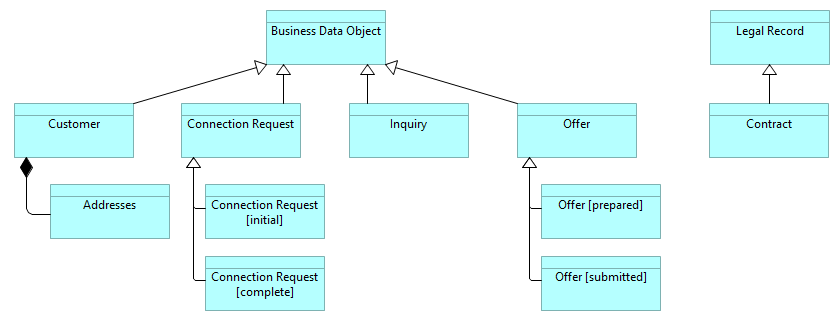 Business Data Object
Legal Record
Customer
Connection Request
Inquiry
Offer
Contract
Addresses
Connection Request
[initial]
Offer [prepared]
Connection Request
[complete]
Offer [submitted]